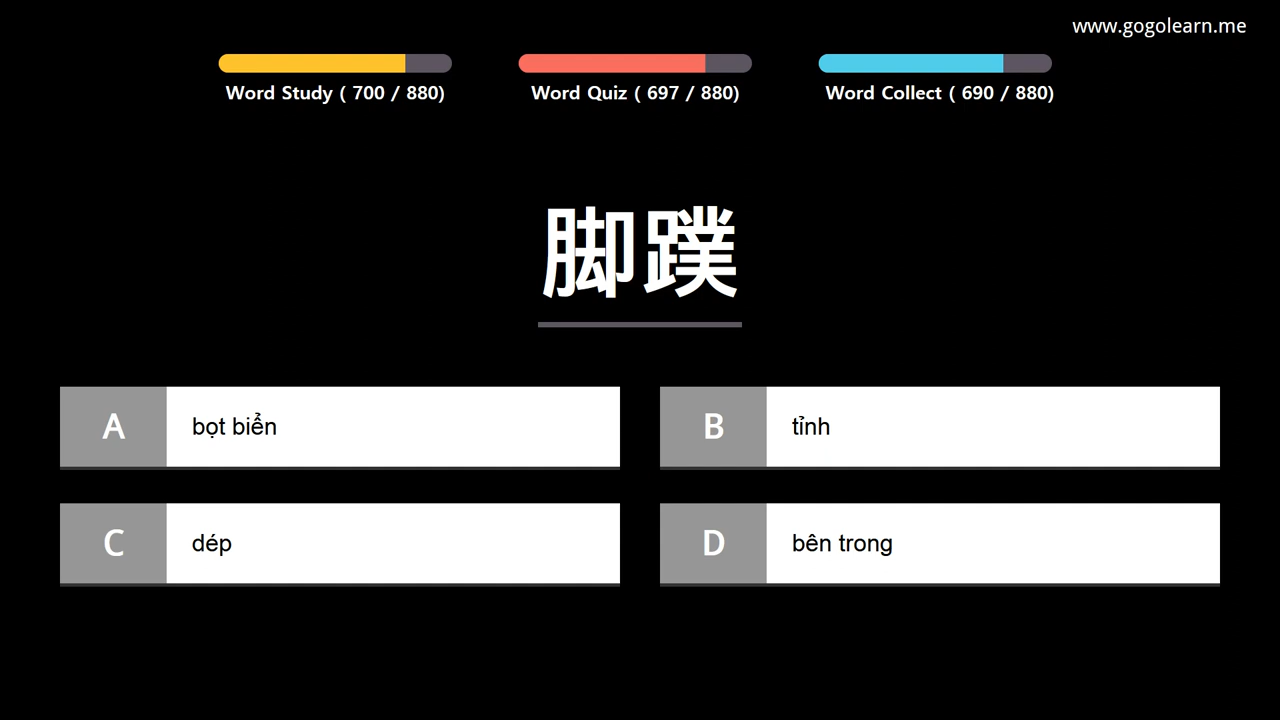 www.gogolearn.me
Word Study ( 700 / 880)
Word Quiz ( 697 / 880)
Word Collect ( 690 / 880)
脚蹼
A bọt biển
B tỉnh
C dép
D bên trong